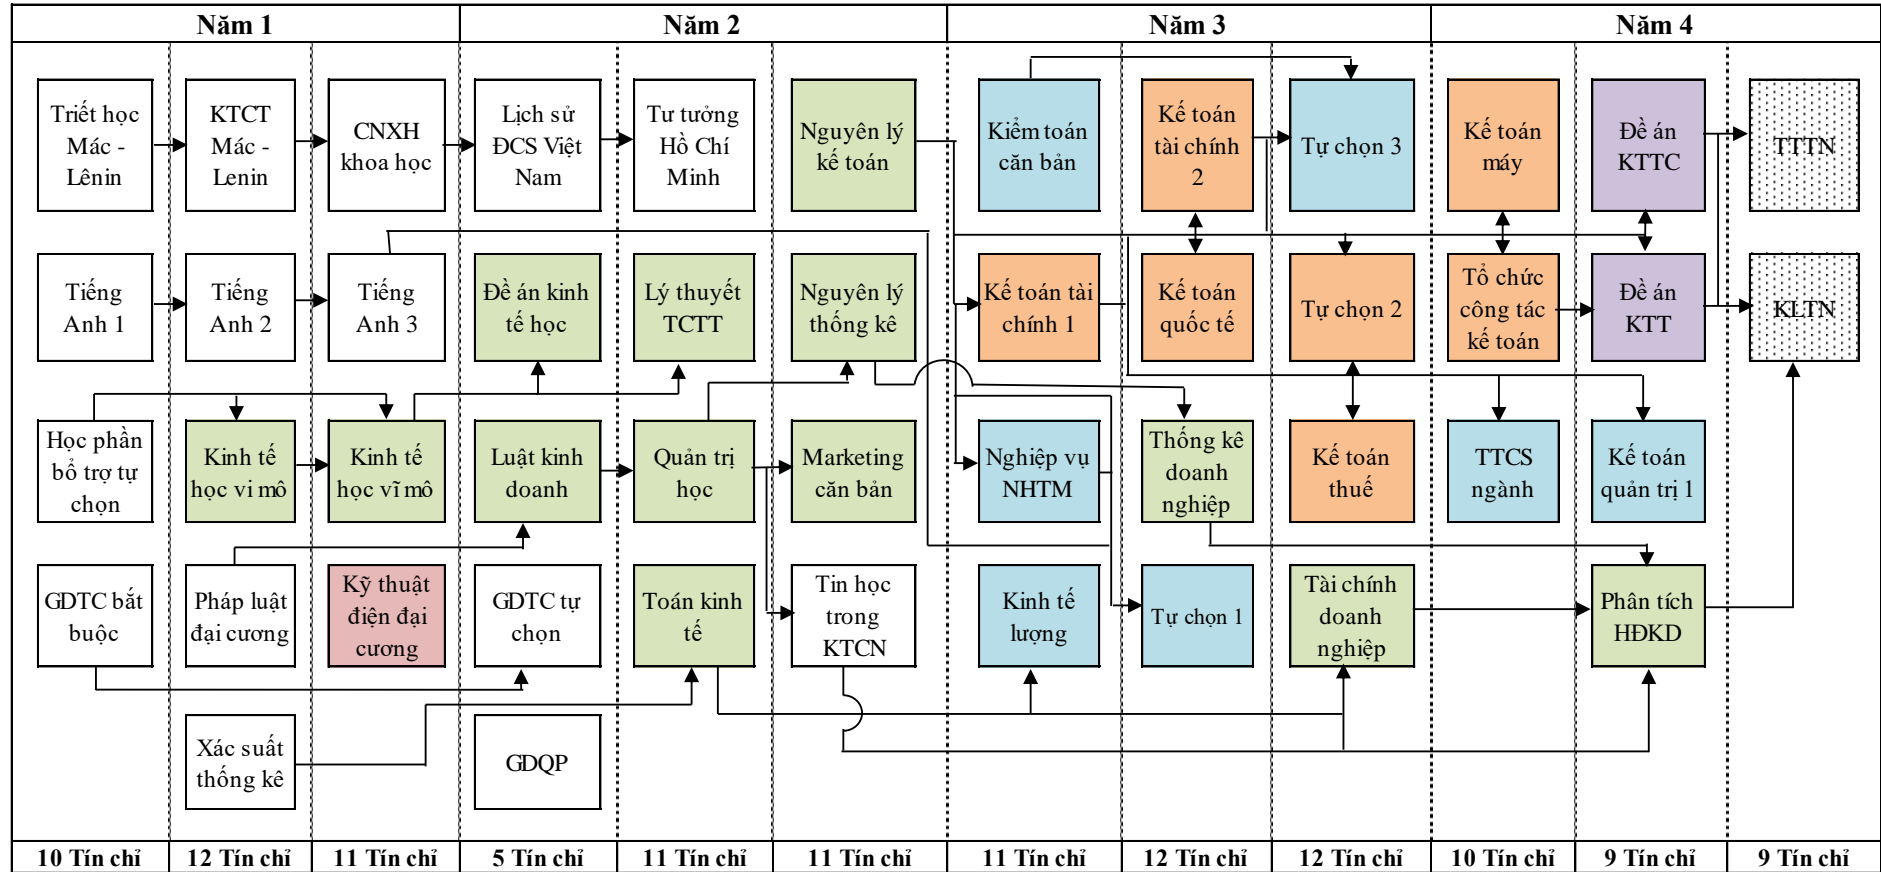 Năm 1
Năm 2
Năm 3
Năm 4
Triết học
Mác -
Lênin
KTCT
Mác -
Lenin
CNXH
khoa học
Lịch sử
ĐCS Việt
Nam
Tư tưởng
Hồ Chí
Minh
Nguyên lý
kế toán
Kiểm toán
căn bản
Kế toán
tài chính
2
Tự chọn 3
Kế toán
máy
Đề án
KTTC
TTTN
Tiếng
Anh 1
Tiếng
Anh 2
Tiếng
Anh 3
Đề án kinh
tế học
Lý thuyết
TCTT
Nguyên lý
thống kê
Kế toán tài
chính 1
Kế toán
quốc tế
Tự chọn 2
Tổ chức
công tác
kế toán
Đề án
KTT
KLTN
Học phần
bổ trợ tự
chọn
Kinh tế
học vi mô
Kinh tế
học vĩ mô
Luật kinh
doanh
Quản trị
học
Marketing
căn bản
Nghiệp vụ
NHTM
Thống kê
doanh
nghiệp
Kế toán
thuế
TTCS
ngành
Kế toán
quản trị 1
GDTC bắt
buộc
Pháp luật
đại cương
Kỹ thuật
điện đại
cương
GDTC tự
chọn
Toán kinh
tế
Tin học
trong
KTCN
Kinh tế
lượng
Tự chọn 1
Tài chính
doanh
nghiệp
Phân tích
HĐKD
Xác suất
thống kê
GDQP
10 Tín chỉ
12 Tín chỉ
11 Tín chỉ
5 Tín chỉ
11 Tín chỉ
11 Tín chỉ
11 Tín chỉ
12 Tín chỉ
12 Tín chỉ
10 Tín chỉ
9 Tín chỉ
9 Tín chỉ